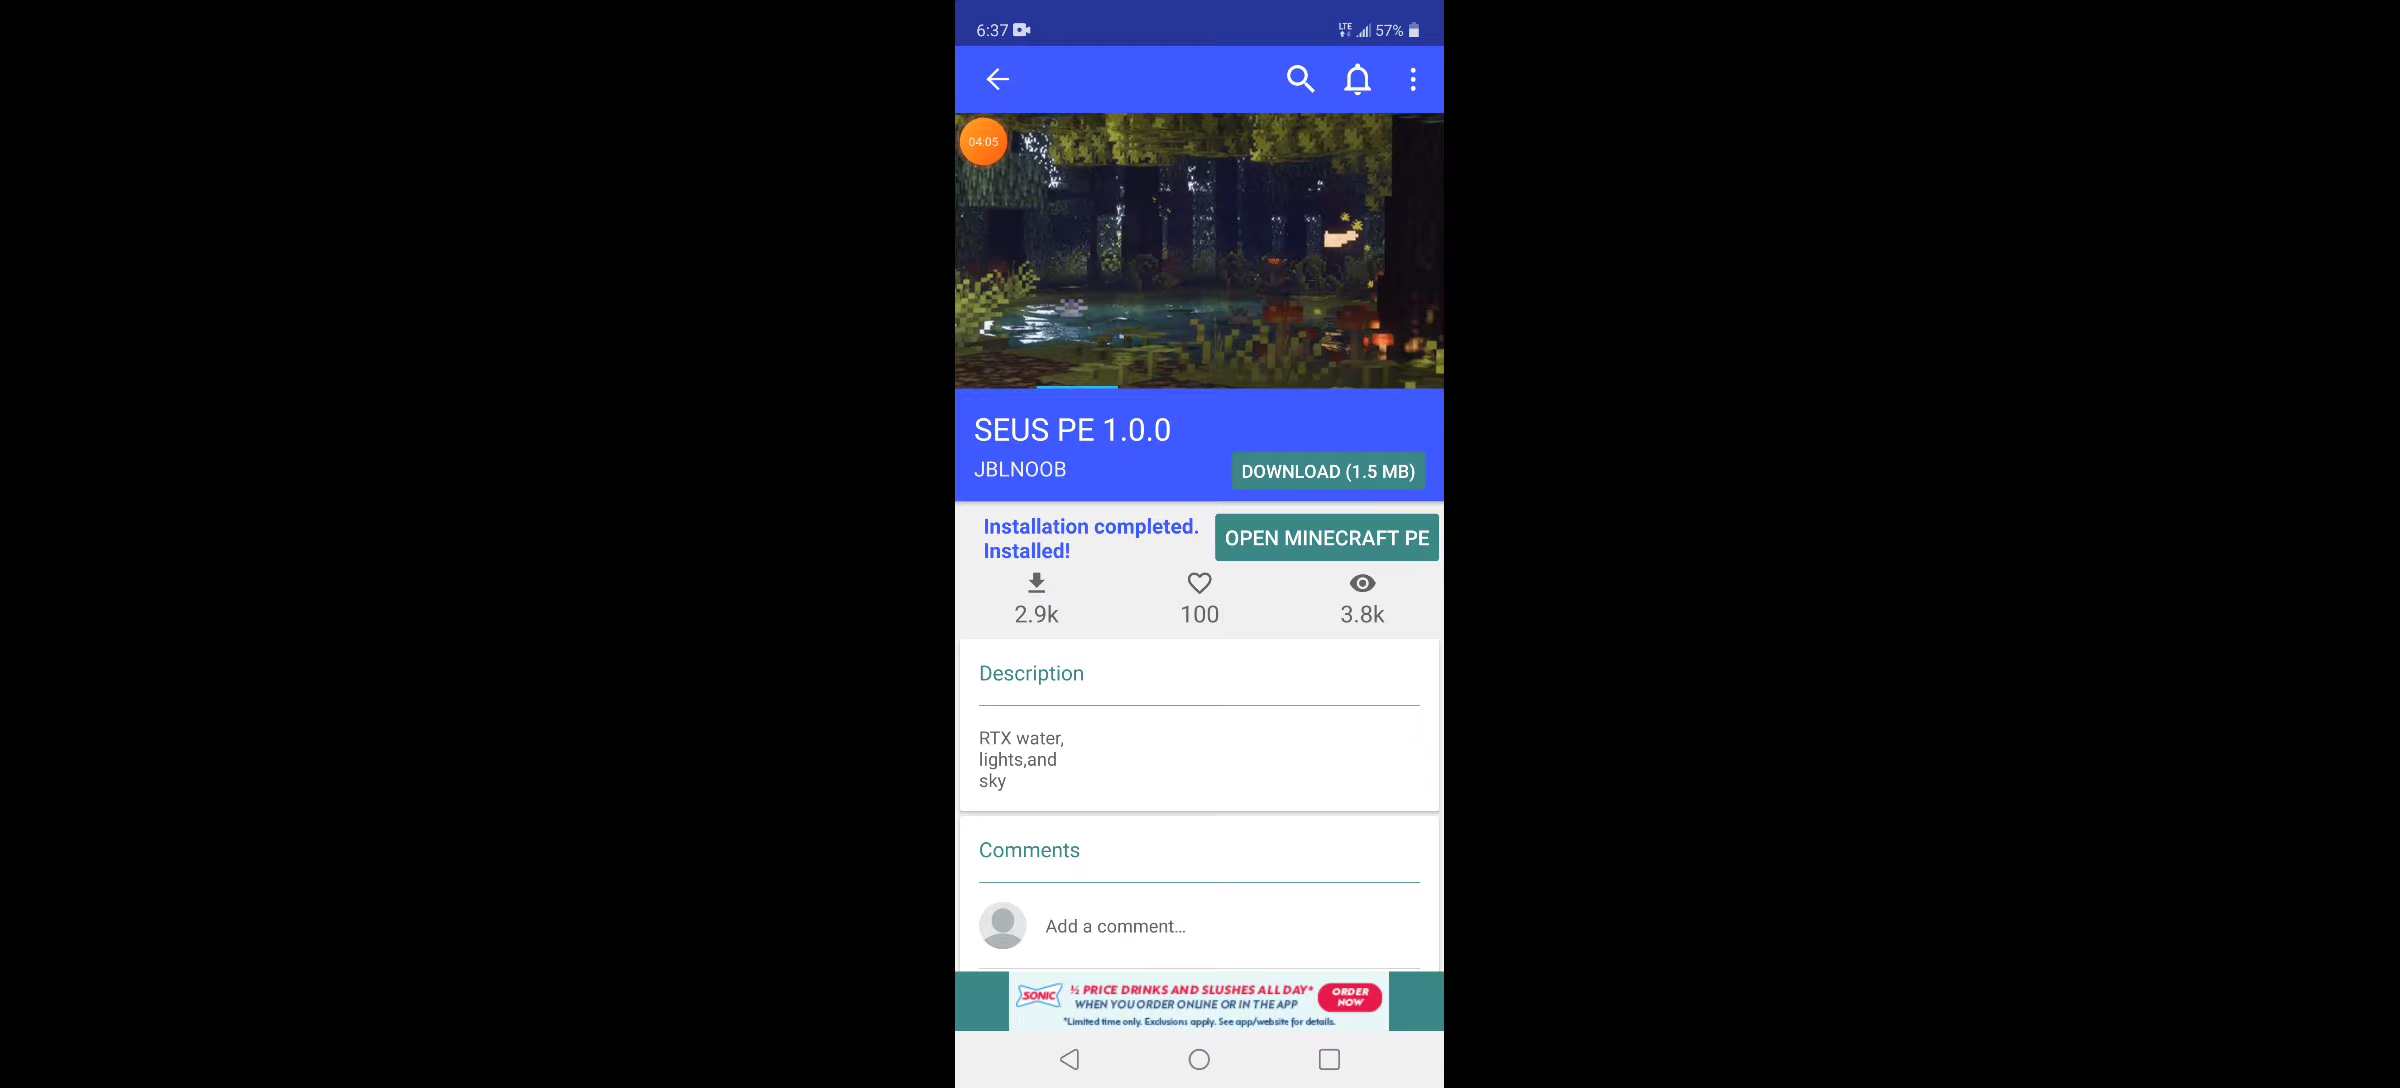 6:37
LTE
57%
04:05
SEUS PE 1.0.0
JBLNOOB
DOWNLOAD (1.5 MB)
Installation completed.
Installed!
OPEN MINECRAFT PE
2.9k
100
3.8k
Description
RTX water,
lights,and
sky
Comments
Add a comment...
SONIC
½ PRICE DRINKS AND SLUSHES ALL DAY*
WHEN YOU ORDER ONLINE OR IN THE APP
ORDER
NOW
*Limited time only. Exclusions apply. See app/website for details.